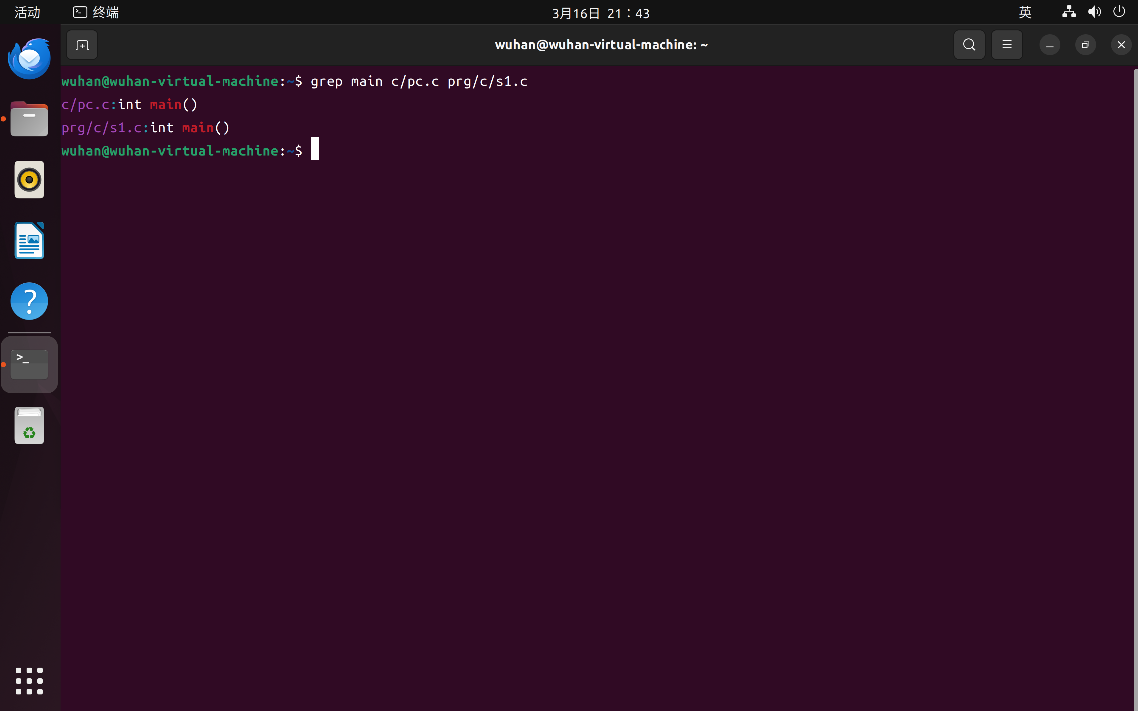 活动 终端 3月16日 21：43 英
wuhan@wuhan-virtual-machine: ~
wuhan@wuhan-virtual-machine:~$ grep main c/pc.c prg/c/s1.c
c/pc.c:int main()
prg/c/s1.c:int main()
wuhan@wuhan-virtual-machine:~$